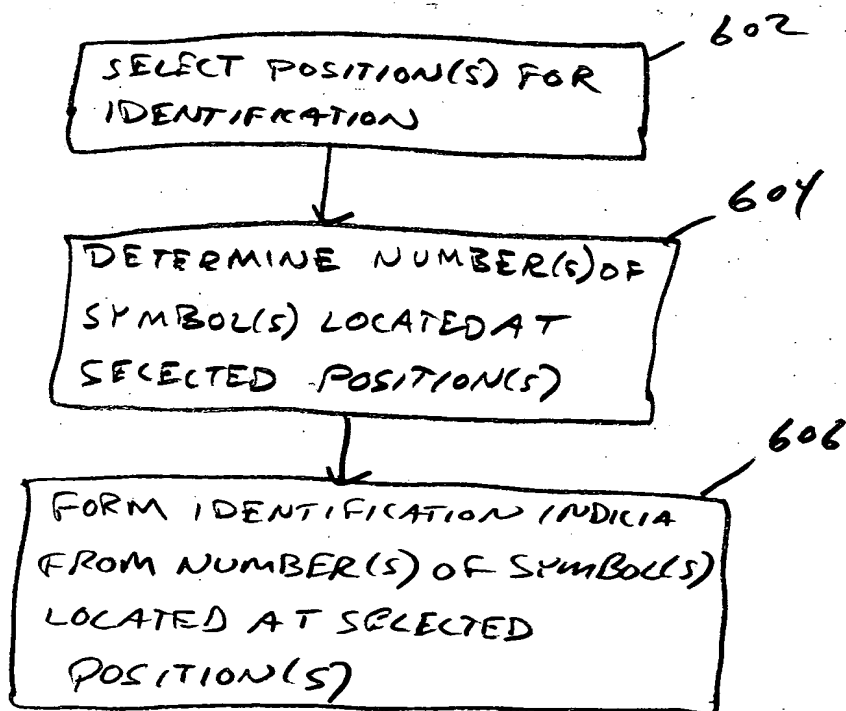 602
SELECT POSITION(S) FOR
IDENTIFICATION
604
DETERMINE NUMBER(S) OF
SYMBOL(S) LOCATED AT
SELECTED POSITION(S)
606
FORM IDENTIFICATION INDICIA
FROM NUMBER(S) OF SYMBOL(S)
LOCATED AT SELECTED
POSITION(S)